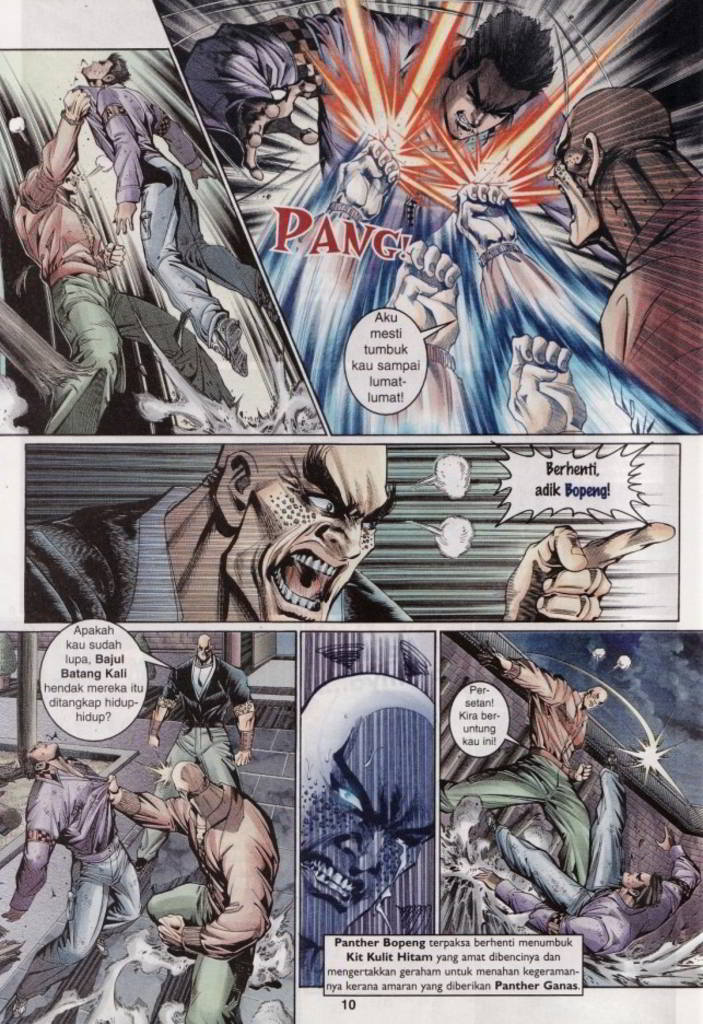 PANG!
Aku
mesti
tumbuk
kau sampai
lumat-
lumat!
Berhenti,
adik Bopeng!
Apakah
kau sudah
lupa, Bajul
Batang Kali
hendak mereka itu
ditangkap hidup-
hidup?
Per-
setan!
Kira ber-
untung
kau ini!
Panther Bopeng terpaksa berhenti menumbuk
Kit Kulit Hitam yang amat dibencinya dan
mengertakkan geraham untuk menahan kegeraman-
nya kerana amaran yang diberikan Panther Ganas.
10